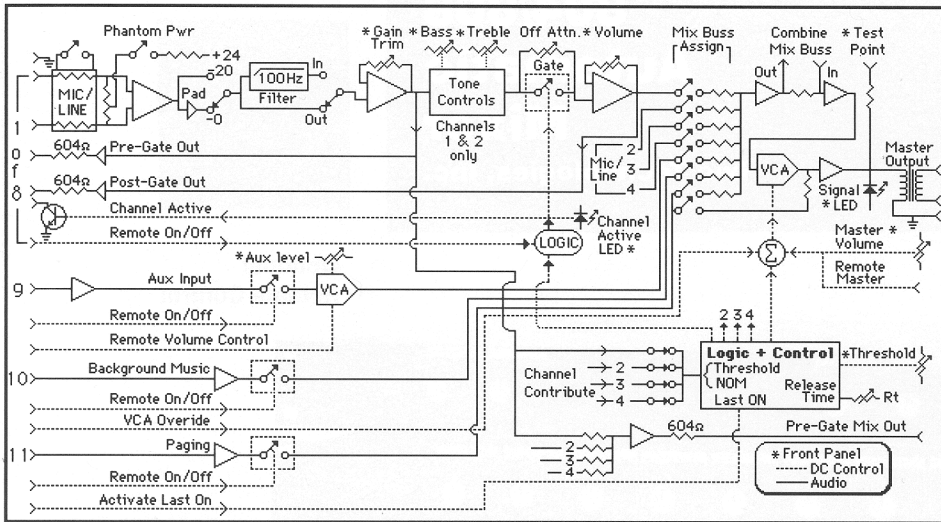 Phantom Pwr
+24
-20
Pad
-0
MIC/
LINE
100Hz
Filter
In
Out
*Gain
Trim
*Bass
*Treble
Tone
Controls
Channels
1 & 2
only
Off Attn.
*Volume
Gate
Mix Buss
Assign
Mic/
Line
2
3
4
Combine
Mix Buss
Out
In
*Test
Point
VCA
Signal
*LED
Master
Output
1
o
f
8
604Ω
Pre-Gate Out
604Ω
Post-Gate Out
Channel Active
Remote On/Off
LOGIC
Channel
Active
LED *
Σ
Master *
Volume
Remote
Master
9
Aux Input
*Aux level
VCA
Remote On/Off
Remote Volume Control
10
Background Music
Remote On/Off
VCA Override
11
Paging
Remote On/Off
Activate Last On
2 3 4
Channel
Contribute
2
3
4
Logic + Control
Threshold
NOM
Last ON
Release
Time
*Threshold
Rt
2
3
4
604Ω
Pre-Gate Mix Out
*Front Panel
DC Control
Audio